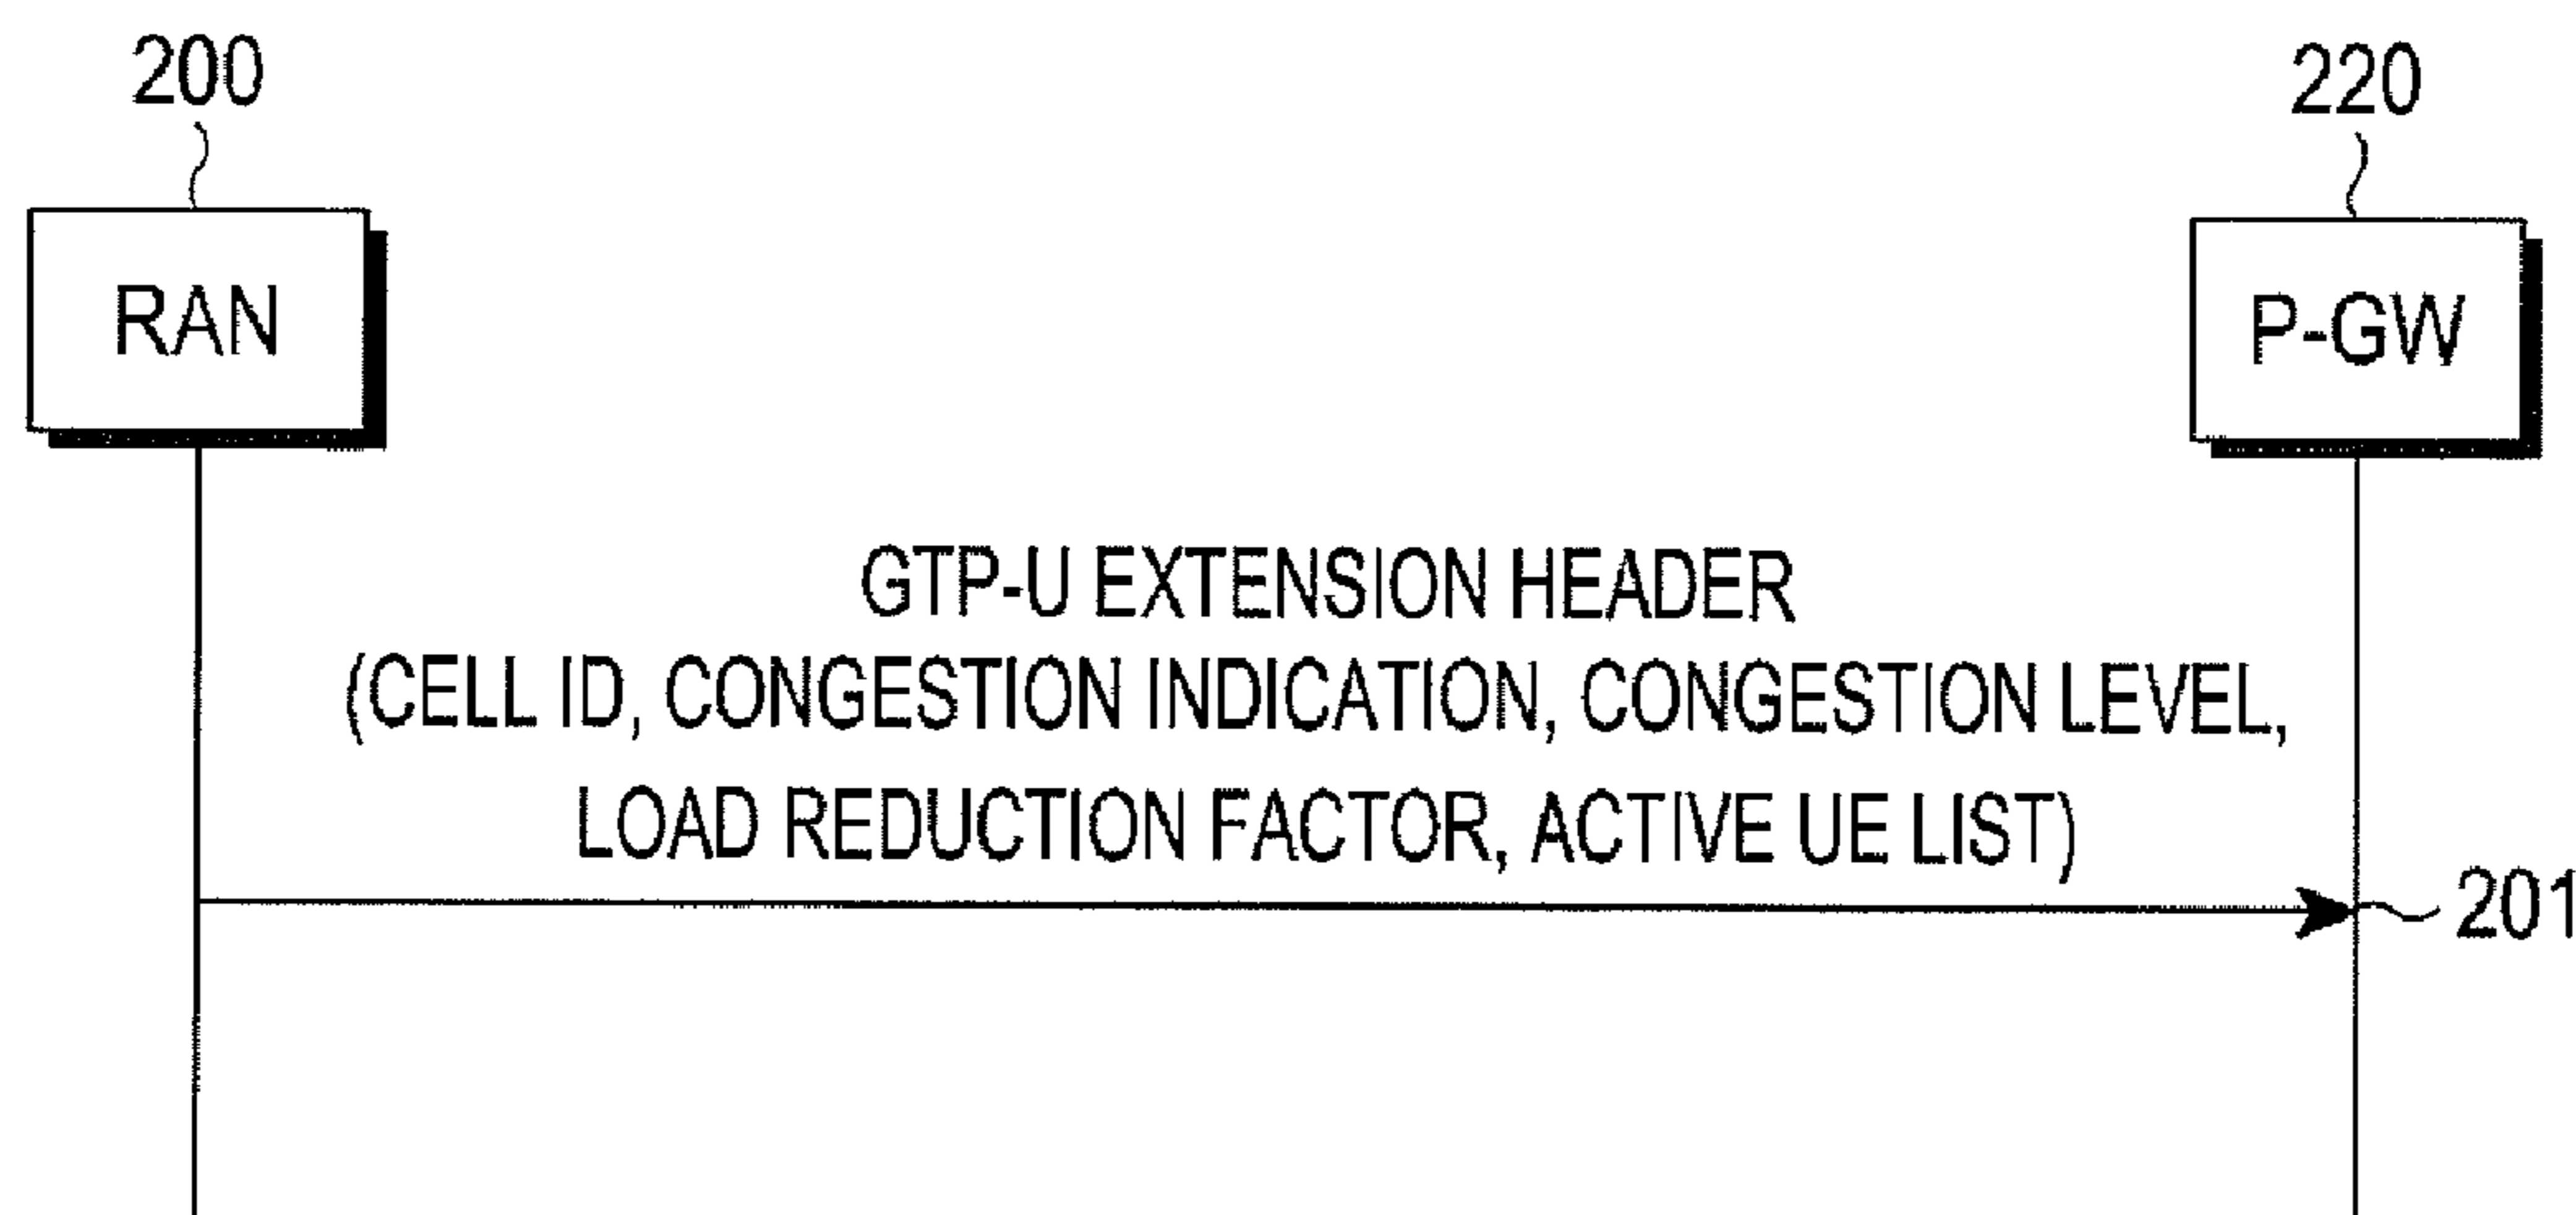 200
220
RAN
P-GW
GTP-U EXTENSION HEADER
(CELL ID, CONGESTION INDICATION, CONGESTION LEVEL,
LOAD REDUCTION FACTOR, ACTIVE UE LIST)
201